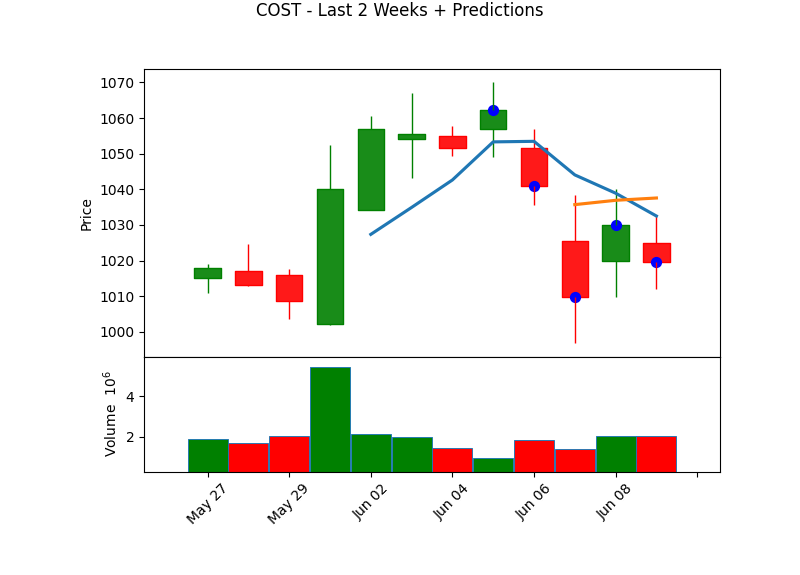 COST - Last 2 Weeks + Predictions
1070
1060
1050
1040
1030
1020
1010
1000
Price
4
2
Volume 10^6
May 27
May 29
Jun 02
Jun 04
Jun 06
Jun 08